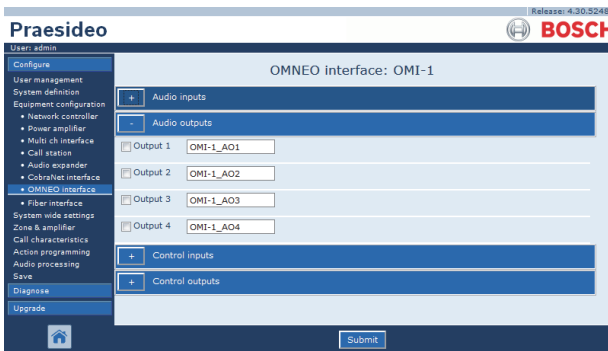 Release: 4.30.5248
Praesideo
BOSCH
User: admin
Configure
User management
System definition
Equipment configuration
• Network controller
• Power amplifier
• Multi ch interface
• Call station
• Audio expander
• CobraNet interface
• OMNEO interface
• Fiber interface
System wide settings
Zone & amplifier
Call characteristics
Action programming
Audio processing
Save
Diagnose
Upgrade
OMNEO interface: OMI-1
+ Audio inputs
- Audio outputs
Output 1 OMI-1_AO1
Output 2 OMI-1_AO2
Output 3 OMI-1_AO3
Output 4 OMI-1_AO4
+ Control inputs
+ Control outputs
Submit